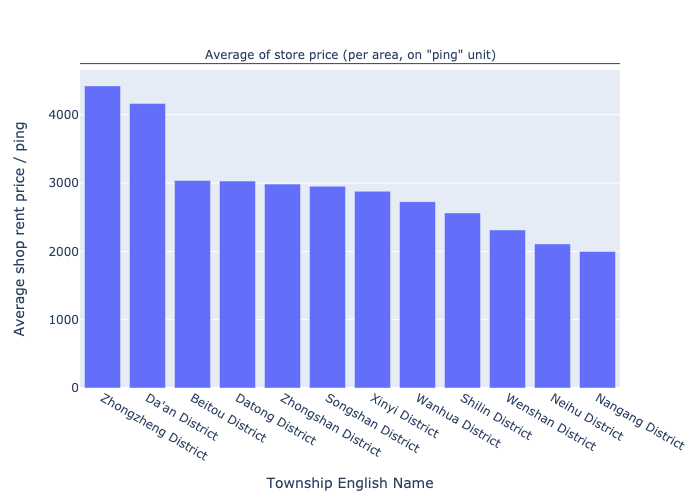 Average of store price (per area, on "ping" unit)
Average shop rent price / ping
4000
3000
2000
1000
0
Zhongzheng District
Da'an District
Beitou District
Datong District
Zhongshan District
Songshan District
Xinyi District
Wanhua District
Shilin District
Wenshan District
Neihu District
Nangang District
Township English Name